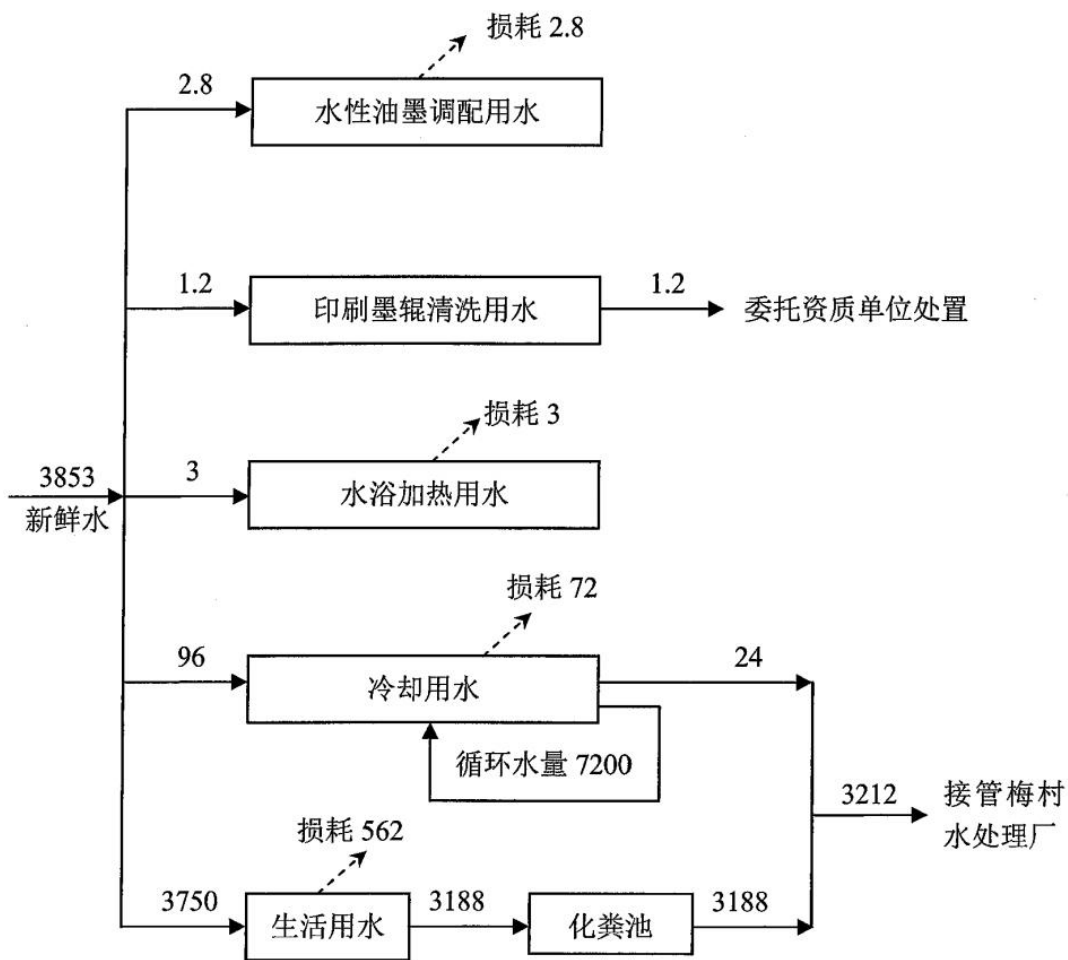 损耗 2.8
2.8
水性油墨调配用水
1.2
印刷墨辊清洗用水
1.2
委托资质单位处置
损耗 3
3853
新鲜水
3
水浴加热用水
损耗 72
96
冷却用水
24
循环水量 7200
3212
接管梅村
水处理厂
损耗 562
3750
生活用水
3188
化粪池
3188